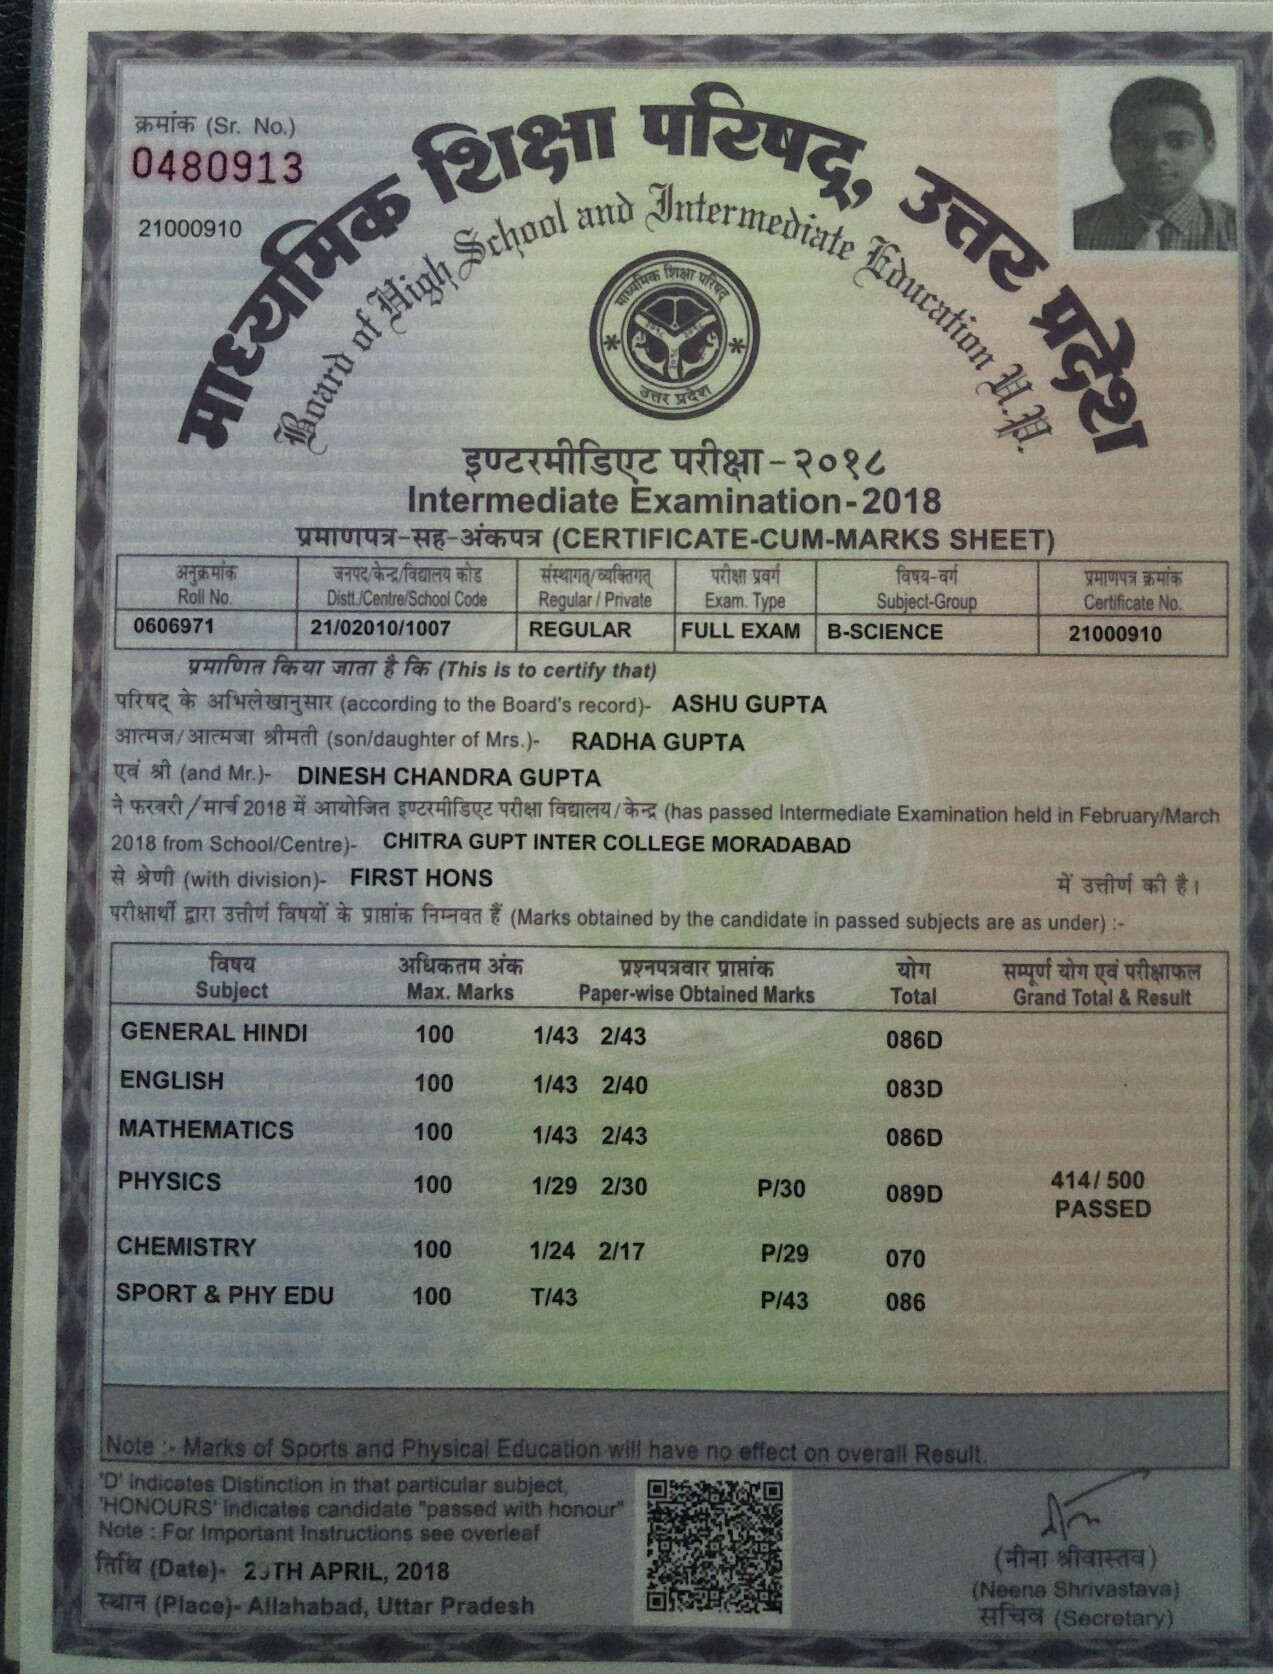 क्रमांक (Sr. No.)
0480913
21000910
माध्यमिक शिक्षा परिषद्, उत्तर प्रदेश
Board of High School and Intermediate Education U.P.
माध्यमिक शिक्षा परिषद्
उत्तर प्रदेश
इण्टरमीडिएट परीक्षा - २०१८
Intermediate Examination - 2018
प्रमाणपत्र-सह-अंकपत्र (CERTIFICATE-CUM-MARKS SHEET)
अनुक्रमांक जनपद/केन्द्र/विद्यालय कोड संस्थागत/व्यक्तिगत् परीक्षा प्रवर्ग विषय-वर्ग प्रमाणपत्र क्रमांक
Roll No. Distt./Centre/School Code Regular / Private Exam. Type Subject-Group Certificate No.
0606971 21/02010/1007 REGULAR FULL EXAM B-SCIENCE 21000910
प्रमाणित किया जाता है कि (This is to certify that)
परिषद् के अभिलेखानुसार (according to the Board's record)- ASHU GUPTA
आत्मज/आत्मजा श्रीमती (son/daughter of Mrs.)- RADHA GUPTA
एवं श्री (and Mr.)- DINESH CHANDRA GUPTA
ने फरवरी/मार्च 2018 में आयोजित इण्टरमीडिएट परीक्षा विद्यालय/केन्द्र (has passed Intermediate Examination held in February/March
2018 from School/Centre)- CHITRA GUPT INTER COLLEGE MORADABAD
से श्रेणी (with division)- FIRST HONS में उत्तीर्ण की है।
परीक्षार्थी द्वारा उत्तीर्ण विषयों के प्राप्तांक निम्नवत हैं (Marks obtained by the candidate in passed subjects are as under) :-
विषय अधिकतम अंक प्रश्नपत्रवार प्राप्तांक योग सम्पूर्ण योग एवं परीक्षाफल
Subject Max. Marks Paper-wise Obtained Marks Total Grand Total & Result
GENERAL HINDI 100 1/43 2/43 086D
ENGLISH 100 1/43 2/40 083D
MATHEMATICS 100 1/43 2/43 086D
PHYSICS 100 1/29 2/30 P/30 089D 414/ 500
PASSED
CHEMISTRY 100 1/24 2/17 P/29 070
SPORT & PHY EDU 100 T/43 P/43 086
Note :- Marks of Sports and Physical Education will have no effect on overall Result.
'D' indicates Distinction in that particular subject,
'HONOURS' indicates candidate "passed with honour"
Note : For Important Instructions see overleaf
तिथि (Date)- APRIL, 2018
स्थान (Place)- Allahabad, Uttar Pradesh
(नीना श्रीवास्तव)
(Neena Shrivastava)
सचिव (Secretary)